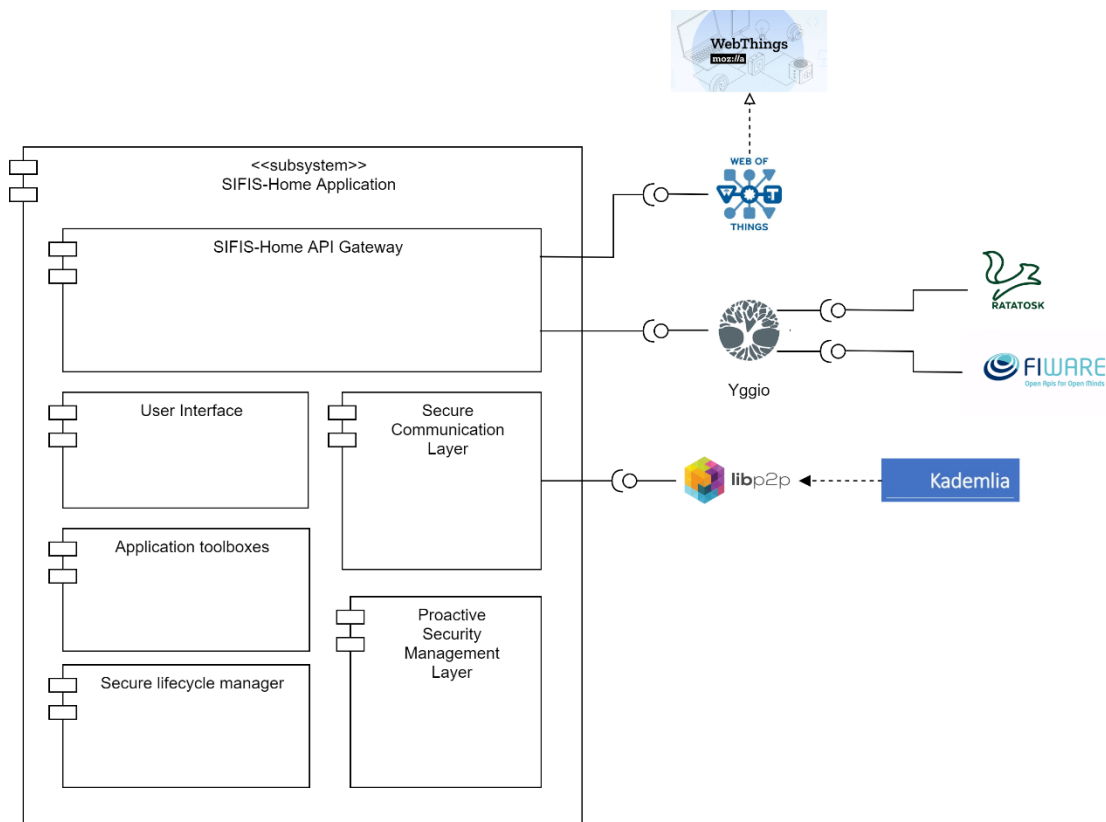 WebThings
moz://a
<<subsystem>>
SIFIS-Home Application
WEB OF
W
T
THINGS
SIFIS-Home API Gateway
RATATOSK
FIWARE
Open APIs for Open Minds
Yggio
User Interface
Secure
Communication
Layer
libp2p
Kademlia
Application toolboxes
Proactive
Security
Management
Layer
Secure lifecycle manager